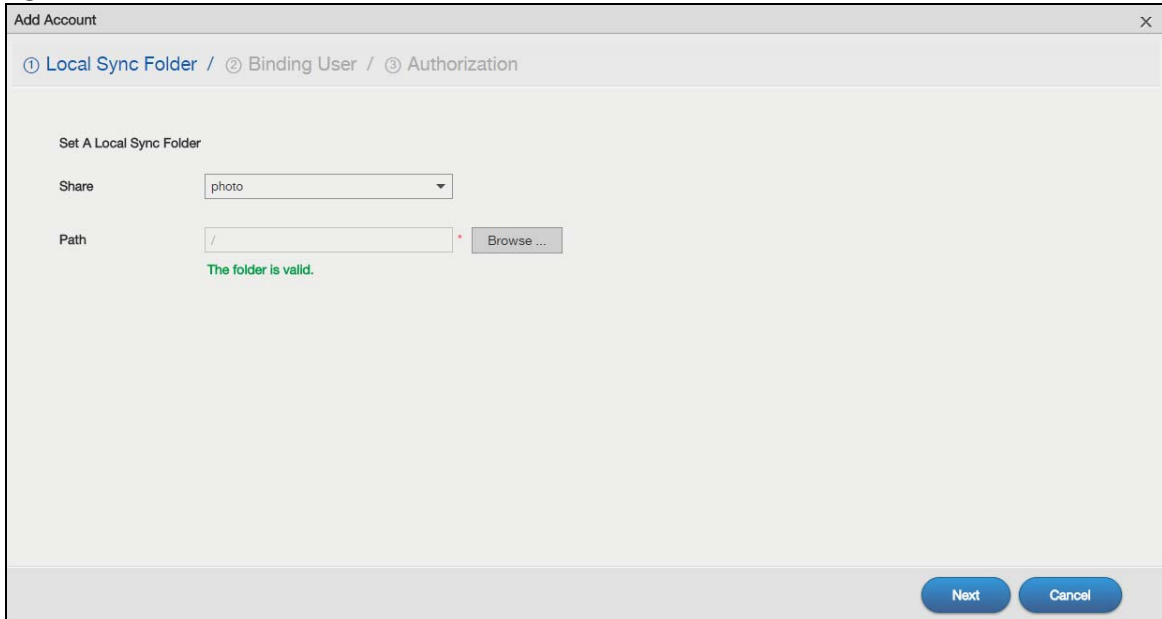 Add Account X
① Local Sync Folder / ② Binding User / ③ Authorization
Set A Local Sync Folder
Share photo
Path / * Browse ...
The folder is valid.
Next Cancel